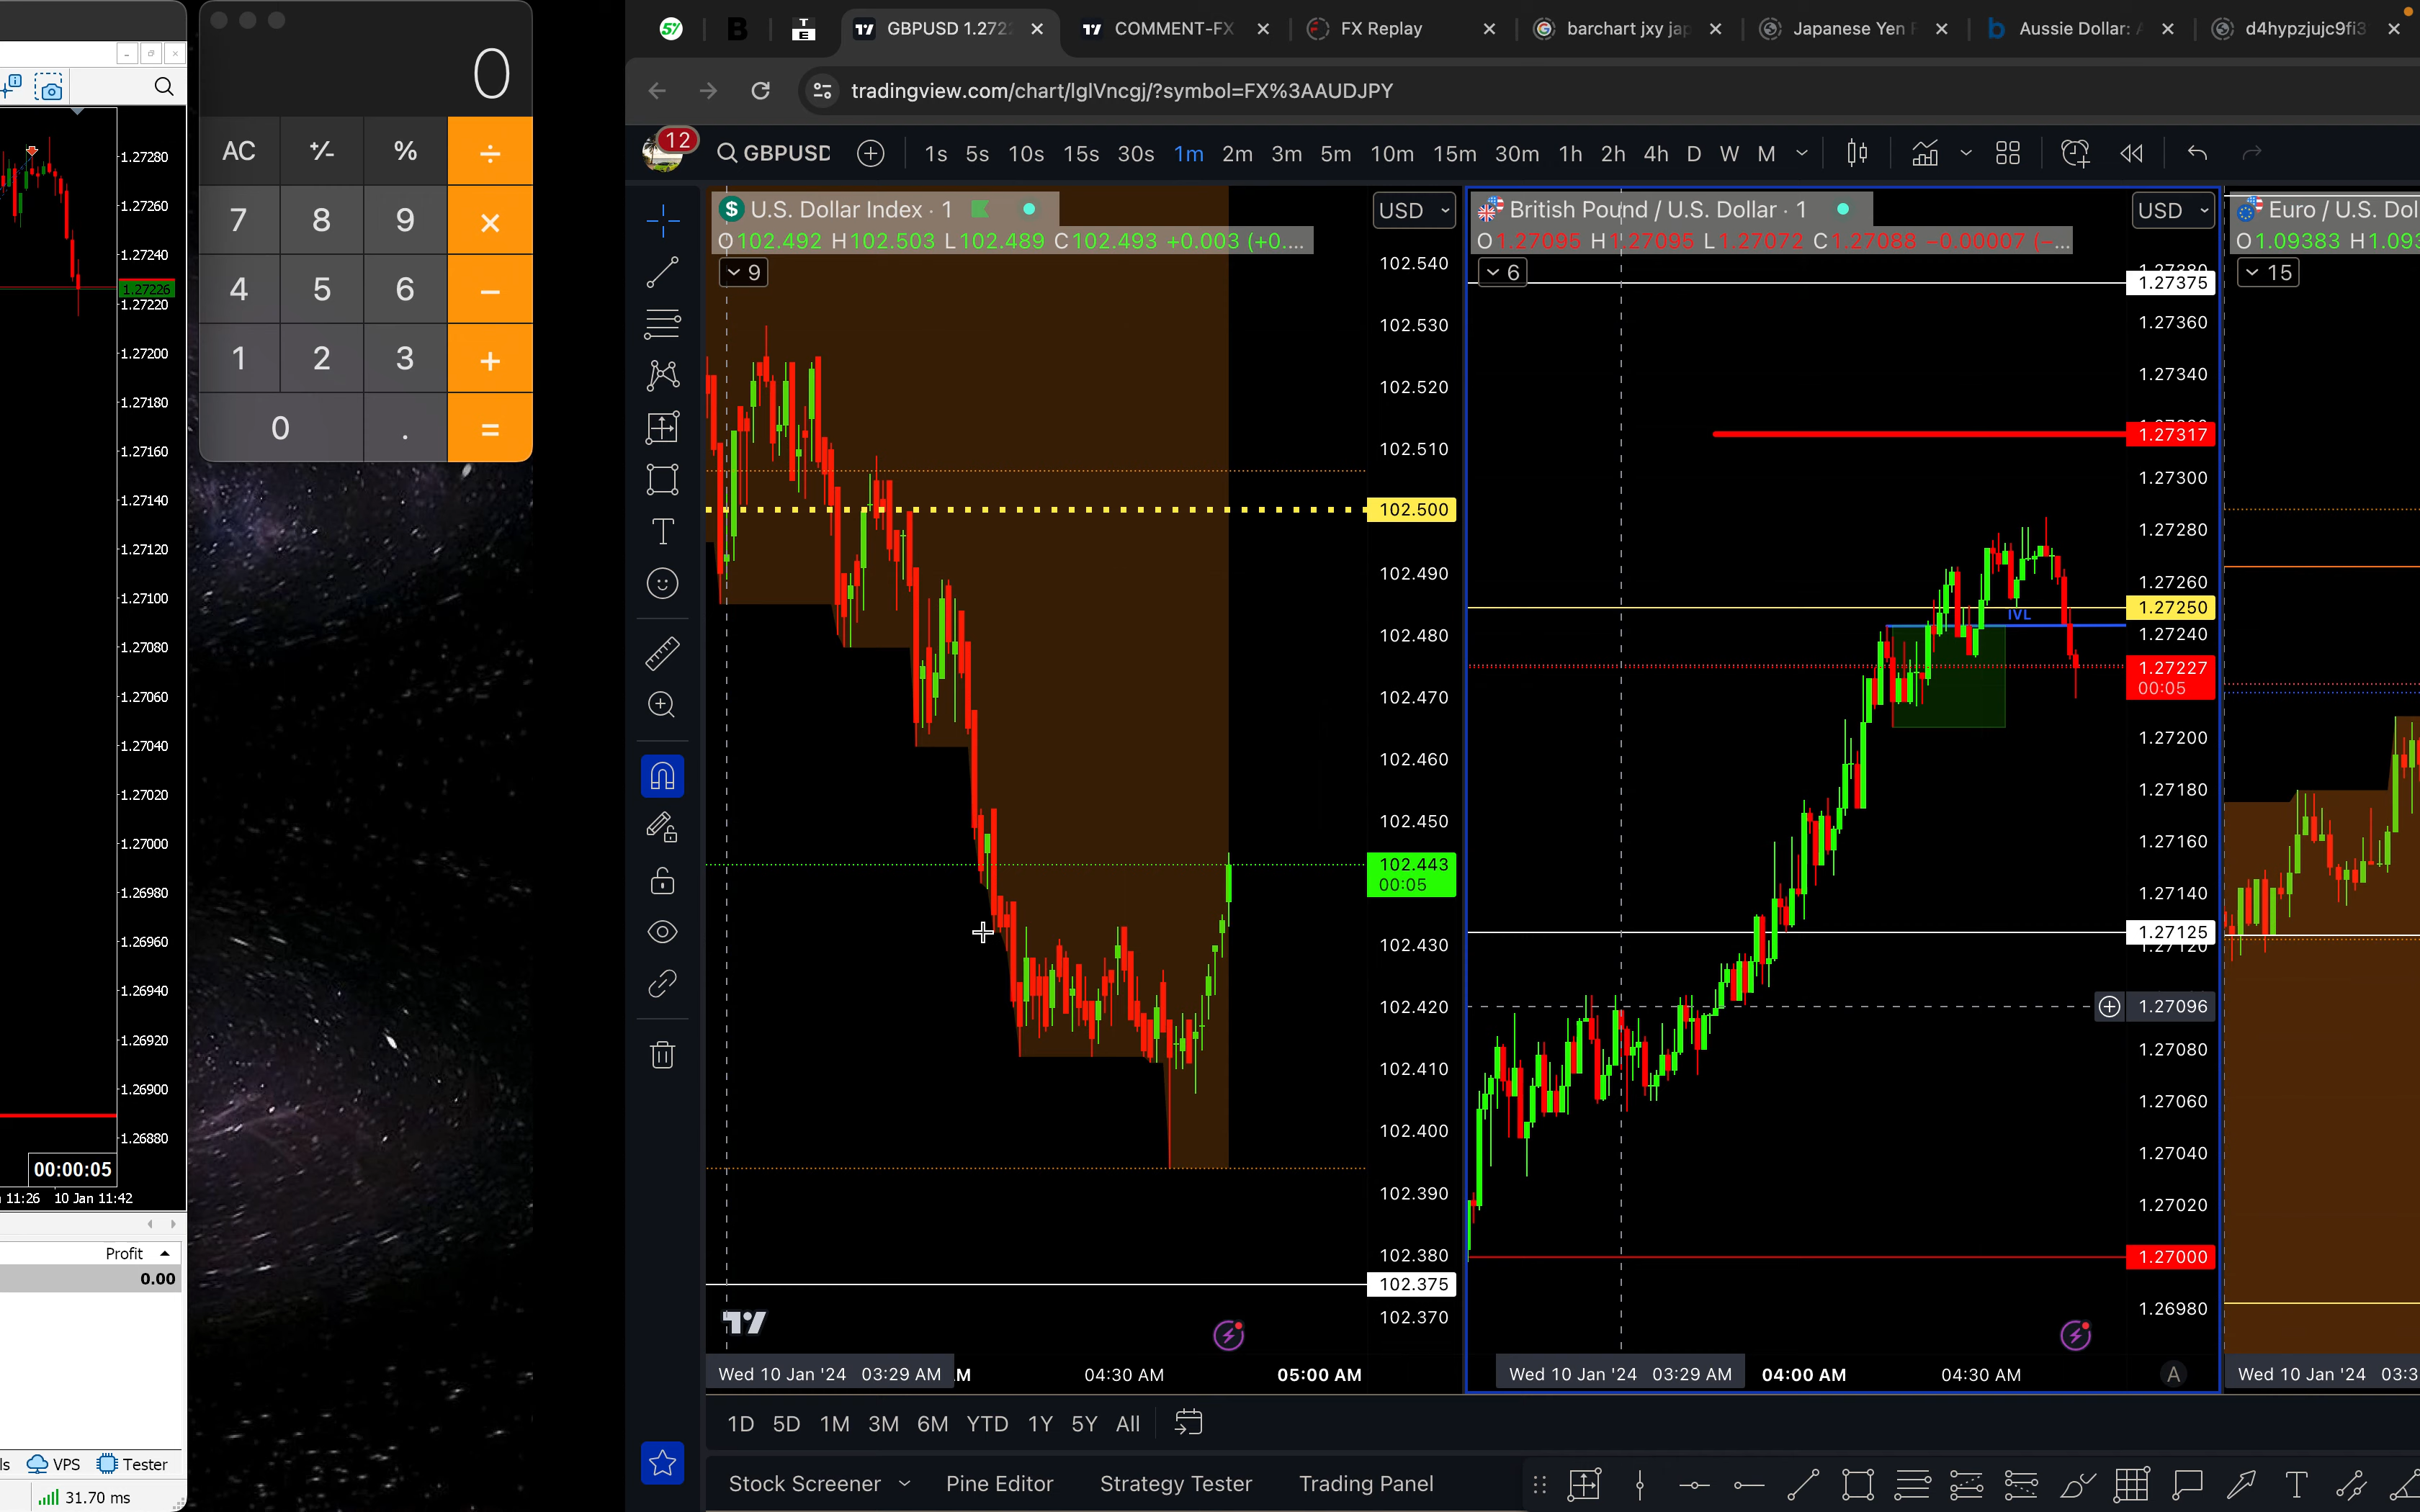 1.27280
1.27260
1.27240
1.27226
1.27220
1.27200
1.27180
1.27160
1.27140
1.27120
1.27100
1.27080
1.27060
1.27040
1.27020
1.27000
1.26980
1.26960
1.26940
1.26920
1.26900
1.26880
00:00:05
11:26 10 Jan 11:42
Profit
0.00
VPS Tester
31.70 ms
0
AC +/- % ÷
7 8 9 ×
4 5 6 −
1 2 3 +
0 . =
GBPUSD 1.272
COMMENT-FX
FX Replay
barchart jxy jap
Japanese Yen F
Aussie Dollar: A
d4hypzjujc9fi3
tradingview.com/chart/lglVncgj/?symbol=FX%3AAUDJPY
12
GBPUSD
1s 5s 10s 15s 30s 1m 2m 3m 5m 10m 15m 30m 1h 2h 4h D W M
U.S. Dollar Index · 1
USD
O102.492 H102.503 L102.489 C102.493 +0.003 (+0....
9
102.540
102.530
102.520
102.510
102.500
102.490
102.480
102.470
102.460
102.450
102.443
00:05
102.430
102.420
102.410
102.400
102.390
102.380
102.375
102.370
Wed 10 Jan '24 03:29 AM
04:30 AM
05:00 AM
British Pound / U.S. Dollar · 1
USD
O1.27095 H1.27095 L1.27072 C1.27088 −0.00007 (−...
6
1.27380
1.27375
1.27360
1.27340
1.27317
1.27300
1.27280
1.27260
1.27250
IVL
1.27240
1.27227
00:05
1.27200
1.27180
1.27160
1.27140
1.27125
1.27120
1.27096
1.27080
1.27060
1.27040
1.27020
1.27000
1.26980
Wed 10 Jan '24 03:29 AM
04:00 AM
04:30 AM
A
Euro / U.S. Dol
O1.09383 H1.093
15
Wed 10 Jan '24 03:3
1D 5D 1M 3M 6M YTD 1Y 5Y All
Stock Screener Pine Editor Strategy Tester Trading Panel